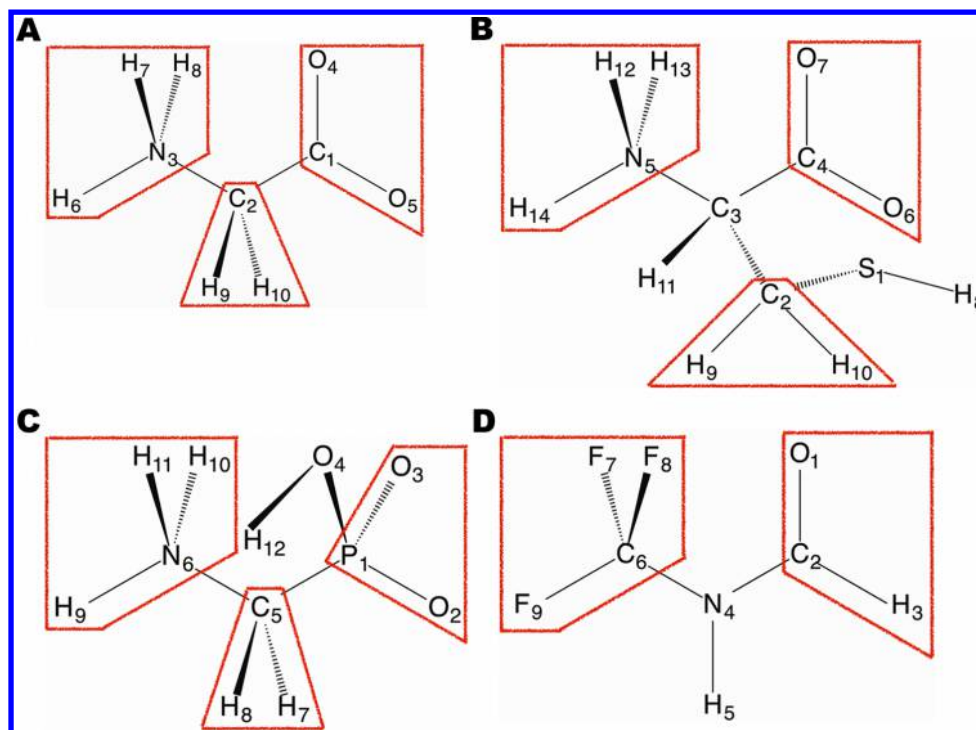 A
H₇ H₈ O₄
N₃ C₁
H₆ C₂ O₅
H₉ H₁₀
B
H₁₂ H₁₃ O₇
N₅ C₄
H₁₄ C₃ O₆
H₁₁ S₁
C₂ H₈
H₉ H₁₀
C
H₁₁ H₁₀ O₄ O₃
H₁₂
N₆ P₁
H₉ C₅ O₂
H₈ H₇
D
F₇ F₈ O₁
C₆ C₂
F₉ N₄ H₃
H₅